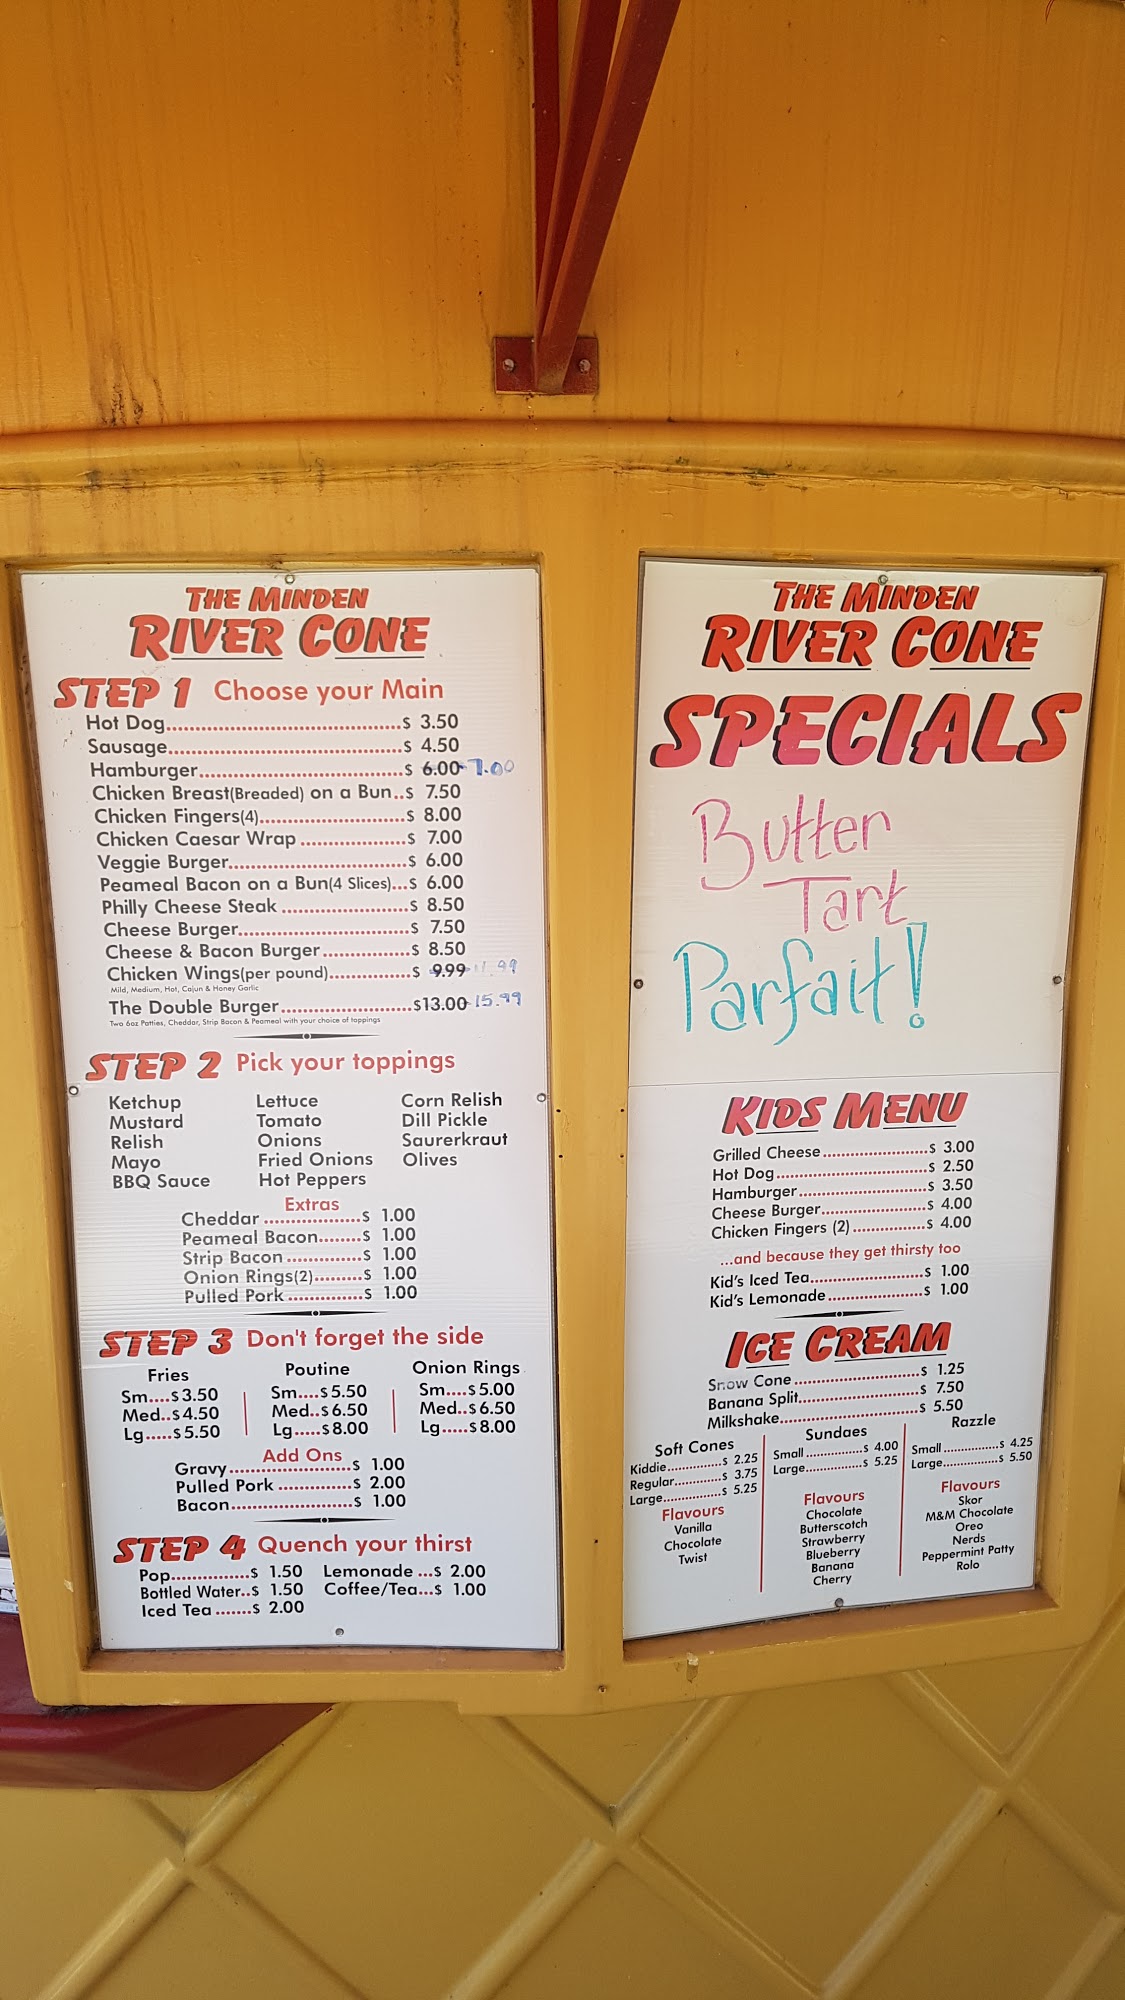 THE MINDEN
RIVER CONE
STEP 1 Choose your Main
Hot Dog........$ 3.50
Sausage........$ 4.50
Hamburger........$ 6.00 7.00
Chicken Breast(Breaded) on a Bun..$ 7.50
Chicken Fingers(4)........$ 8.00
Chicken Caesar Wrap ........$ 7.00
Veggie Burger........$ 6.00
Peameal Bacon on a Bun(4 Slices)...$ 6.00
Philly Cheese Steak ........$ 8.50
Cheese Burger........$ 7.50
Cheese & Bacon Burger........$ 8.50
Chicken Wings(per pound)........$ 9.99 11.99
Mild, Medium, Hot, Cajun & Honey Garlic
The Double Burger........$13.00 15.99
Two 6oz Patties, Cheddar, Strip Bacon & Peameal with your choice of toppings
STEP 2 Pick your toppings
Ketchup Lettuce Corn Relish
Mustard Tomato Dill Pickle
Relish Onions Saurerkraut
Mayo Fried Onions Olives
BBQ Sauce Hot Peppers
Extras
Cheddar ........$ 1.00
Peameal Bacon........$ 1.00
Strip Bacon ........$ 1.00
Onion Rings(2)........$ 1.00
Pulled Pork ........$ 1.00
STEP 3 Don't forget the side
Fries Poutine Onion Rings
Sm....$3.50 Sm....$5.50 Sm....$5.00
Med..$4.50 Med..$6.50 Med..$6.50
Lg.....$5.50 Lg.....$8.00 Lg.....$8.00
Add Ons
Gravy........$ 1.00
Pulled Pork ........$ 2.00
Bacon........$ 1.00
STEP 4 Quench your thirst
Pop........$ 1.50 Lemonade ...$ 2.00
Bottled Water..$ 1.50 Coffee/Tea...$ 1.00
Iced Tea .......$ 2.00
THE MINDEN
RIVER CONE
SPECIALS
Butter
Tart
Parfait!
KIDS MENU
Grilled Cheese........$ 3.00
Hot Dog........$ 2.50
Hamburger........$ 3.50
Cheese Burger........$ 4.00
Chicken Fingers (2) ........$ 4.00
...and because they get thirsty too
Kid's Iced Tea........$ 1.00
Kid's Lemonade........$ 1.00
ICE CREAM
Snow Cone ........$ 1.25
Banana Split........$ 7.50
Milkshake........$ 5.50
Soft Cones
Kiddie........$ 2.25
Regular........$ 3.75
Large........$ 5.25
Flavours
Vanilla
Chocolate
Twist
Sundaes
Small ........$ 4.00
Large........$ 5.25
Flavours
Chocolate
Butterscotch
Strawberry
Blueberry
Banana
Cherry
Razzle
Small ........$ 4.25
Large........$ 5.50
Flavours
Skor
M&M Chocolate
Oreo
Nerds
Peppermint Patty
Rolo